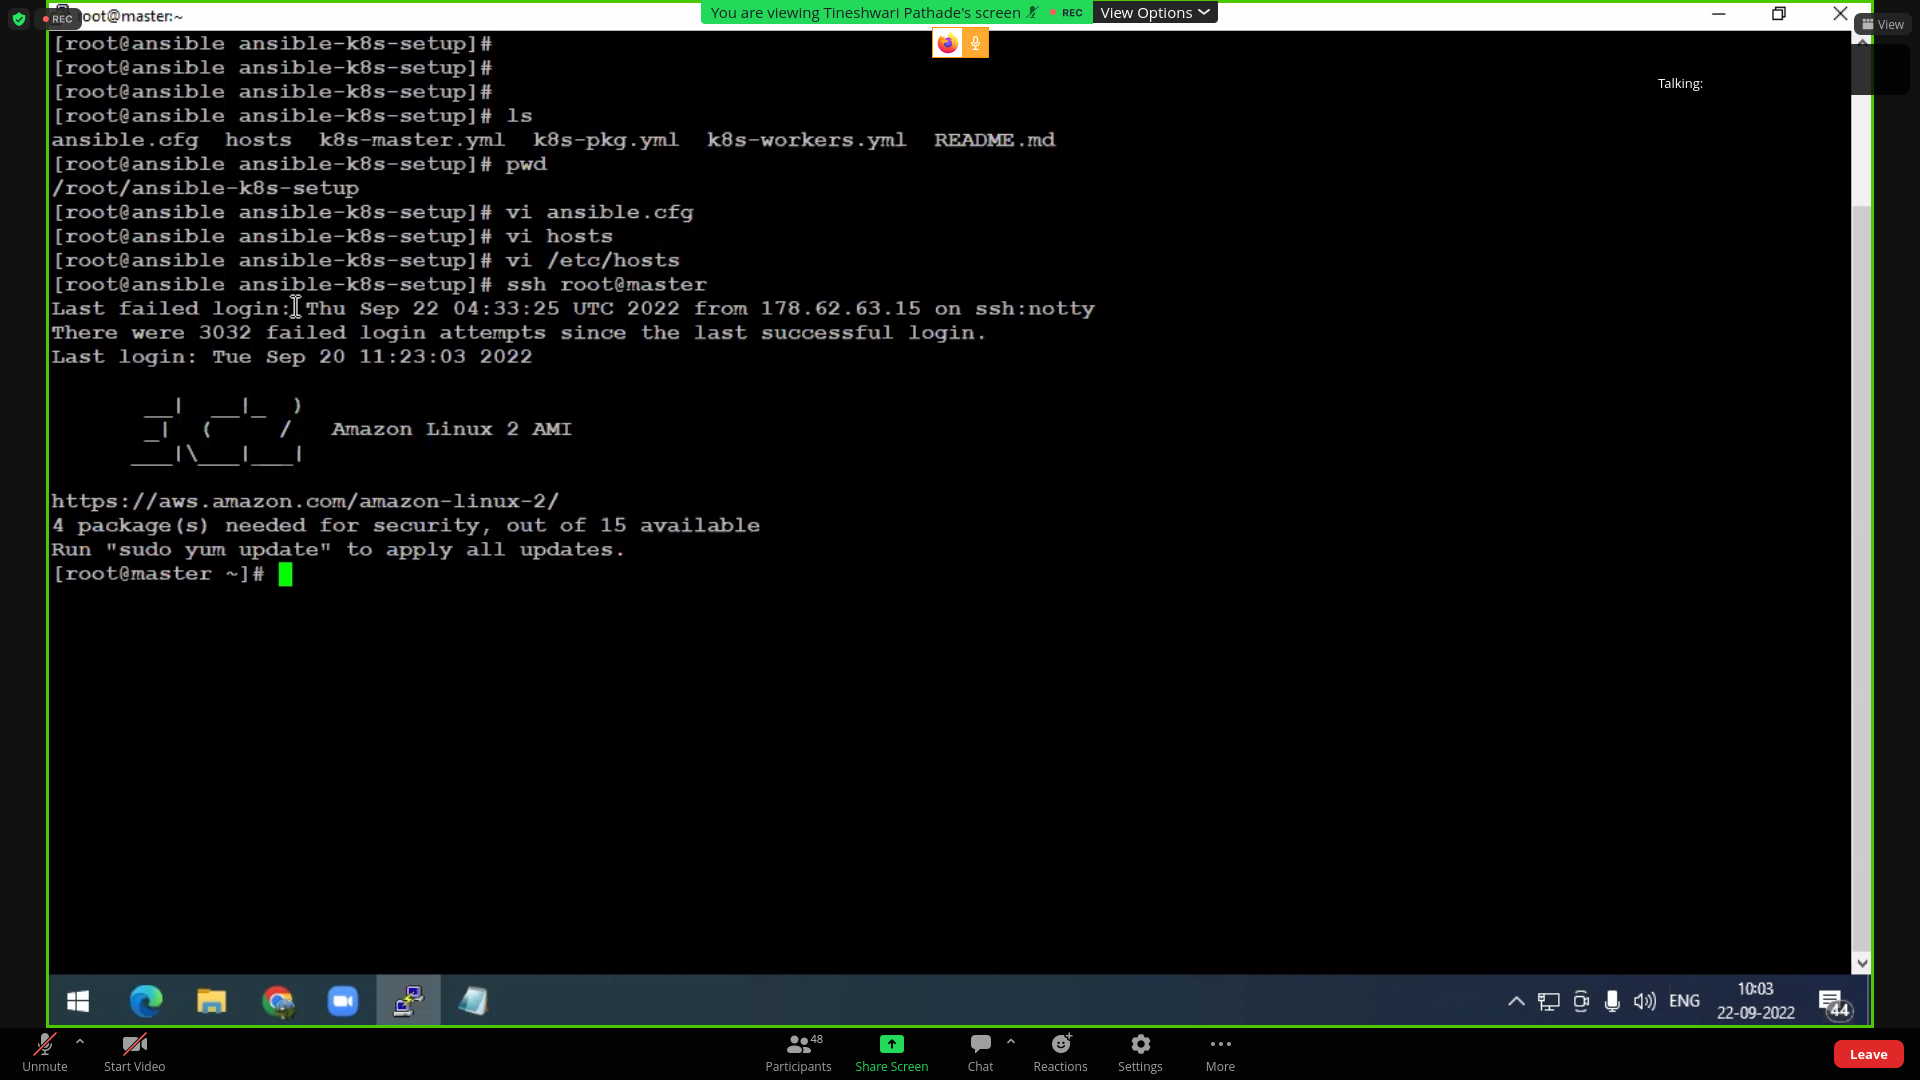 REC
root@master:~
You are viewing Tineshwari Pathade's screen
REC
View Options
View
Talking:
[root@ansible ansible-k8s-setup]#
[root@ansible ansible-k8s-setup]#
[root@ansible ansible-k8s-setup]#
[root@ansible ansible-k8s-setup]# ls
ansible.cfg hosts k8s-master.yml k8s-pkg.yml k8s-workers.yml README.md
[root@ansible ansible-k8s-setup]# pwd
/root/ansible-k8s-setup
[root@ansible ansible-k8s-setup]# vi ansible.cfg
[root@ansible ansible-k8s-setup]# vi hosts
[root@ansible ansible-k8s-setup]# vi /etc/hosts
[root@ansible ansible-k8s-setup]# ssh root@master
Last failed login: Thu Sep 22 04:33:25 UTC 2022 from 178.62.63.15 on ssh:notty
There were 3032 failed login attempts since the last successful login.
Last login: Tue Sep 20 11:23:03 2022
__| __|_ )
_| ( / Amazon Linux 2 AMI
___|\___|___|
https://aws.amazon.com/amazon-linux-2/
4 package(s) needed for security, out of 15 available
Run "sudo yum update" to apply all updates.
[root@master ~]#
ENG
10:03
22-09-2022
44
Unmute
Start Video
48
Participants
Share Screen
Chat
Reactions
Settings
More
Leave